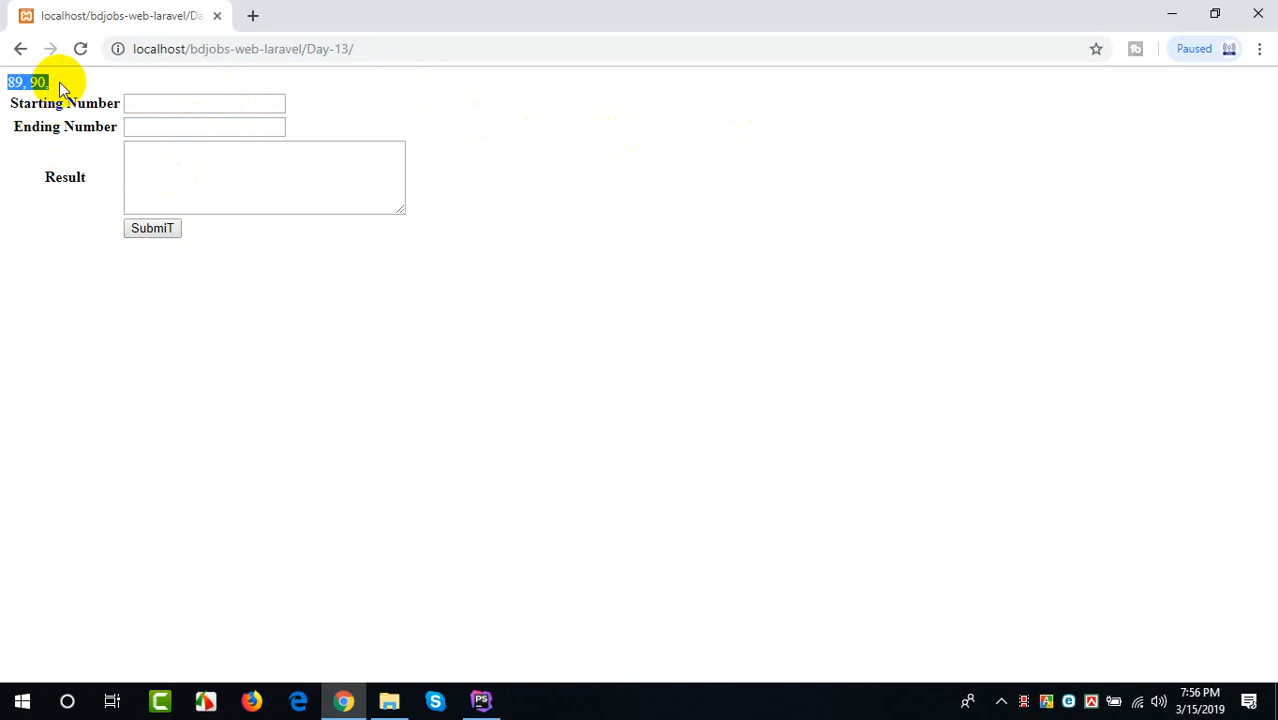 localhost/bdjobs-web-laravel/Da
localhost/bdjobs-web-laravel/Day-13/
Paused
89, 90,
Starting Number
Ending Number
Result
SubmiT
7:56 PM
3/15/2019